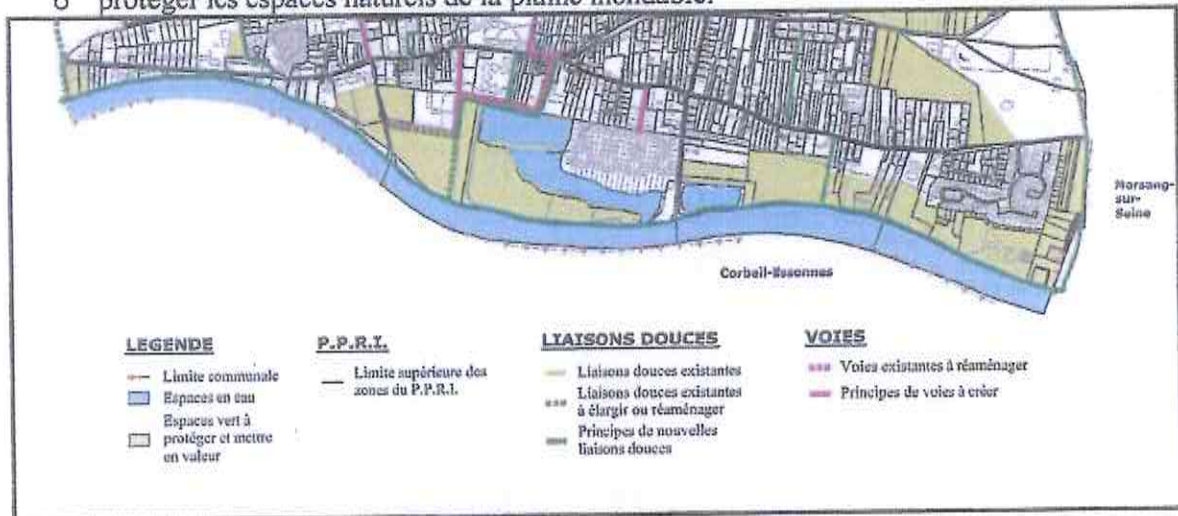 o protéger les espaces naturels de la plaine inondable.
Morsang-
sur-
Seine
Corbeil-Essonnes
LEGENDE
Limite communale
Espaces en eau
Espaces vert à
protéger et mettre
en valeur
P.P.R.I.
Limite supérieure des
zones du P.P.R.I.
LIAISONS DOUCES
Liaisons douces existantes
Liaisons douces existantes
à élargir ou réaménager
Principes de nouvelles
liaisons douces
VOIES
Voies existantes à réaménager
Principes de voies à créer